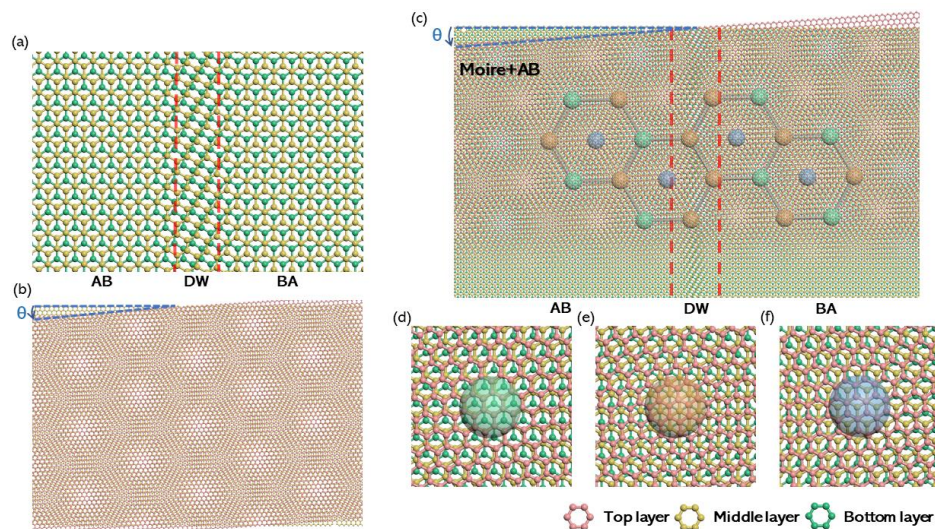 (a)
AB DW BA
(b)
θ
(c)
θ
Moire+AB
AB DW BA
(d) (e) (f)
Top layer Middle layer Bottom layer